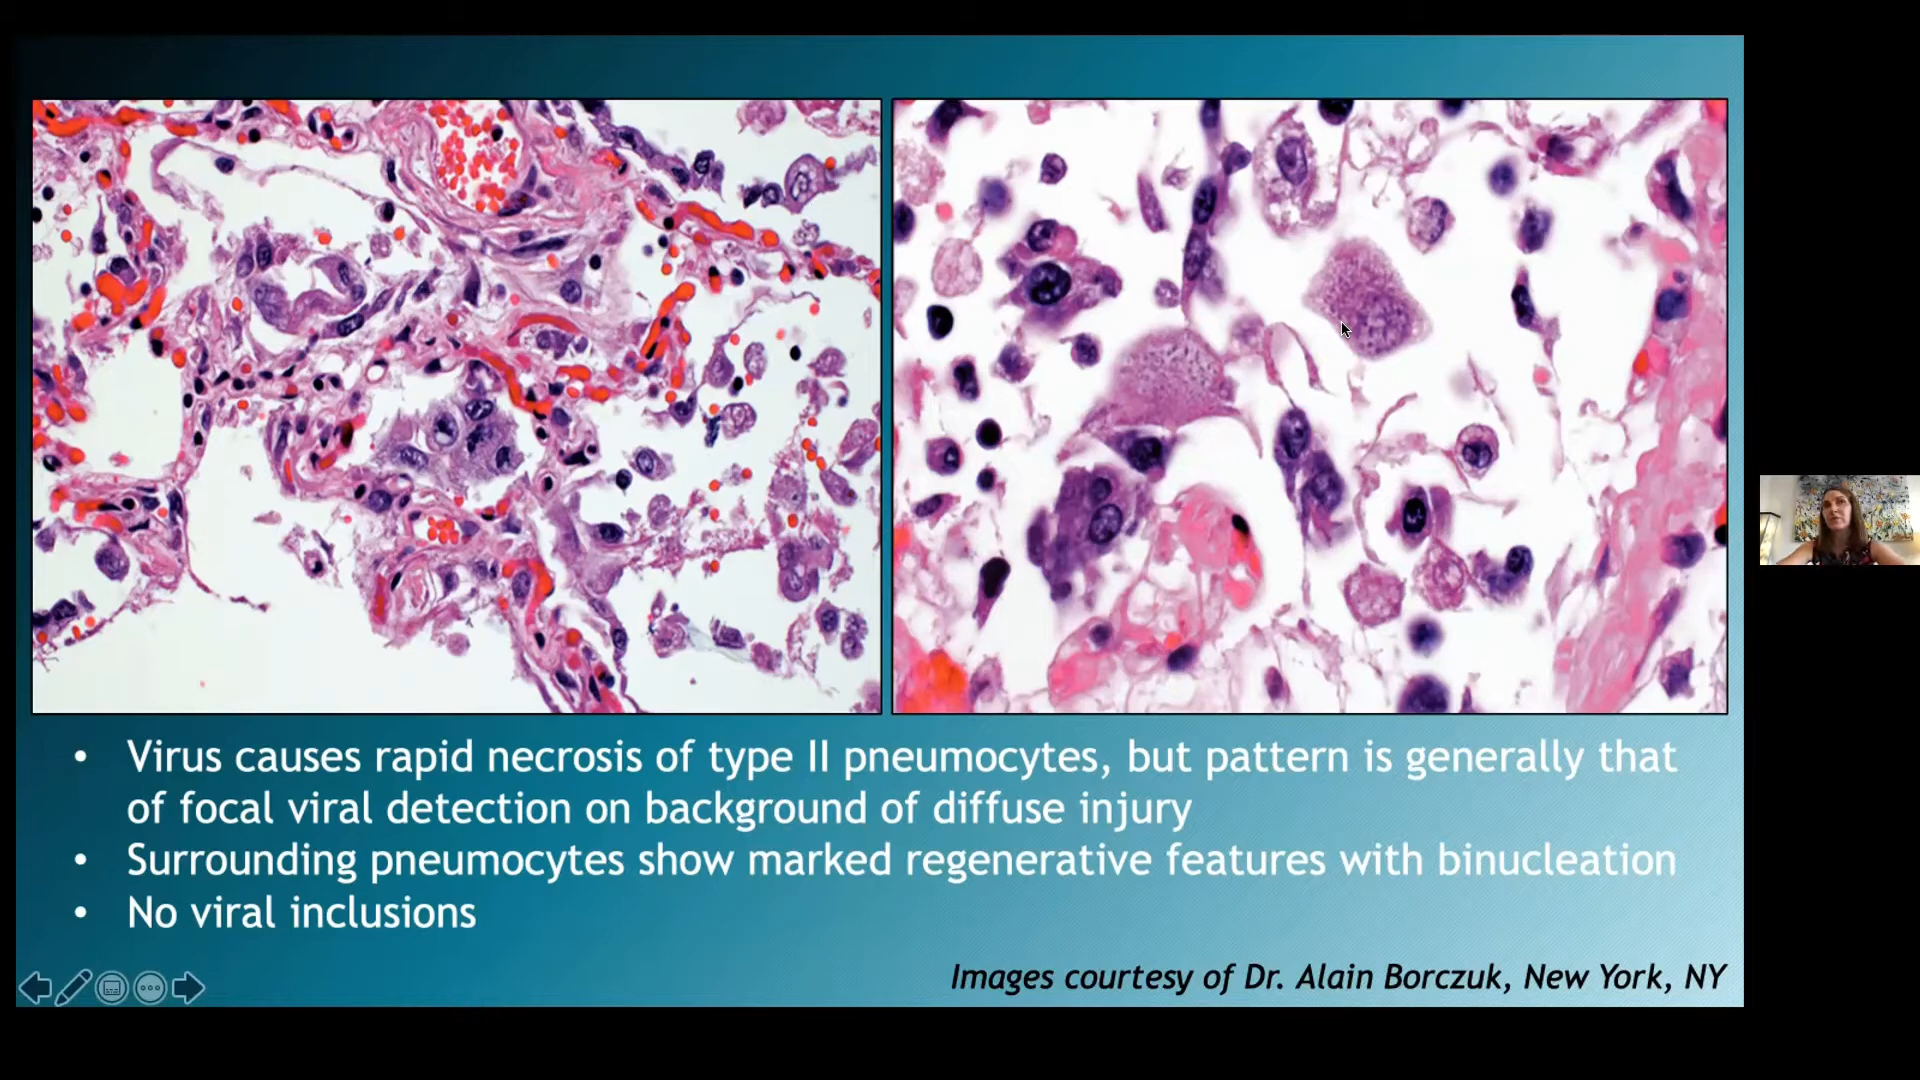 • Virus causes rapid necrosis of type II pneumocytes, but pattern is generally that
of focal viral detection on background of diffuse injury
• Surrounding pneumocytes show marked regenerative features with binucleation
• No viral inclusions
Images courtesy of Dr. Alain Borczuk, New York, NY